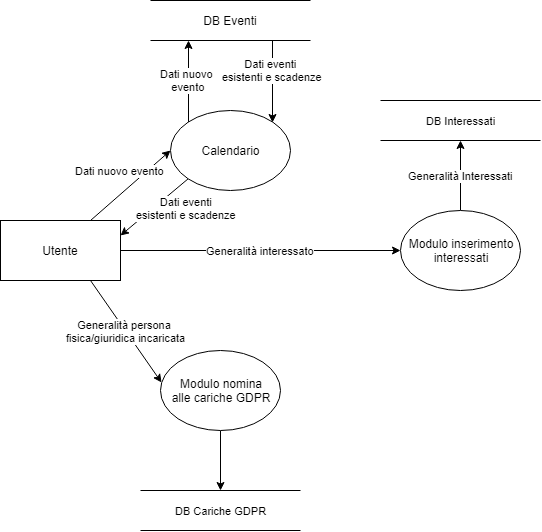 DB Eventi
Dati nuovo
evento
Dati eventi
esistenti e scadenze
DB Interessati
Calendario
Dati nuovo evento
Generalità Interessati
Dati eventi
esistenti e scadenze
Utente
Generalità interessato
Modulo inserimento
interessati
Generalità persona
fisica/giuridica incaricata
Modulo nomina
alle cariche GDPR
DB Cariche GDPR